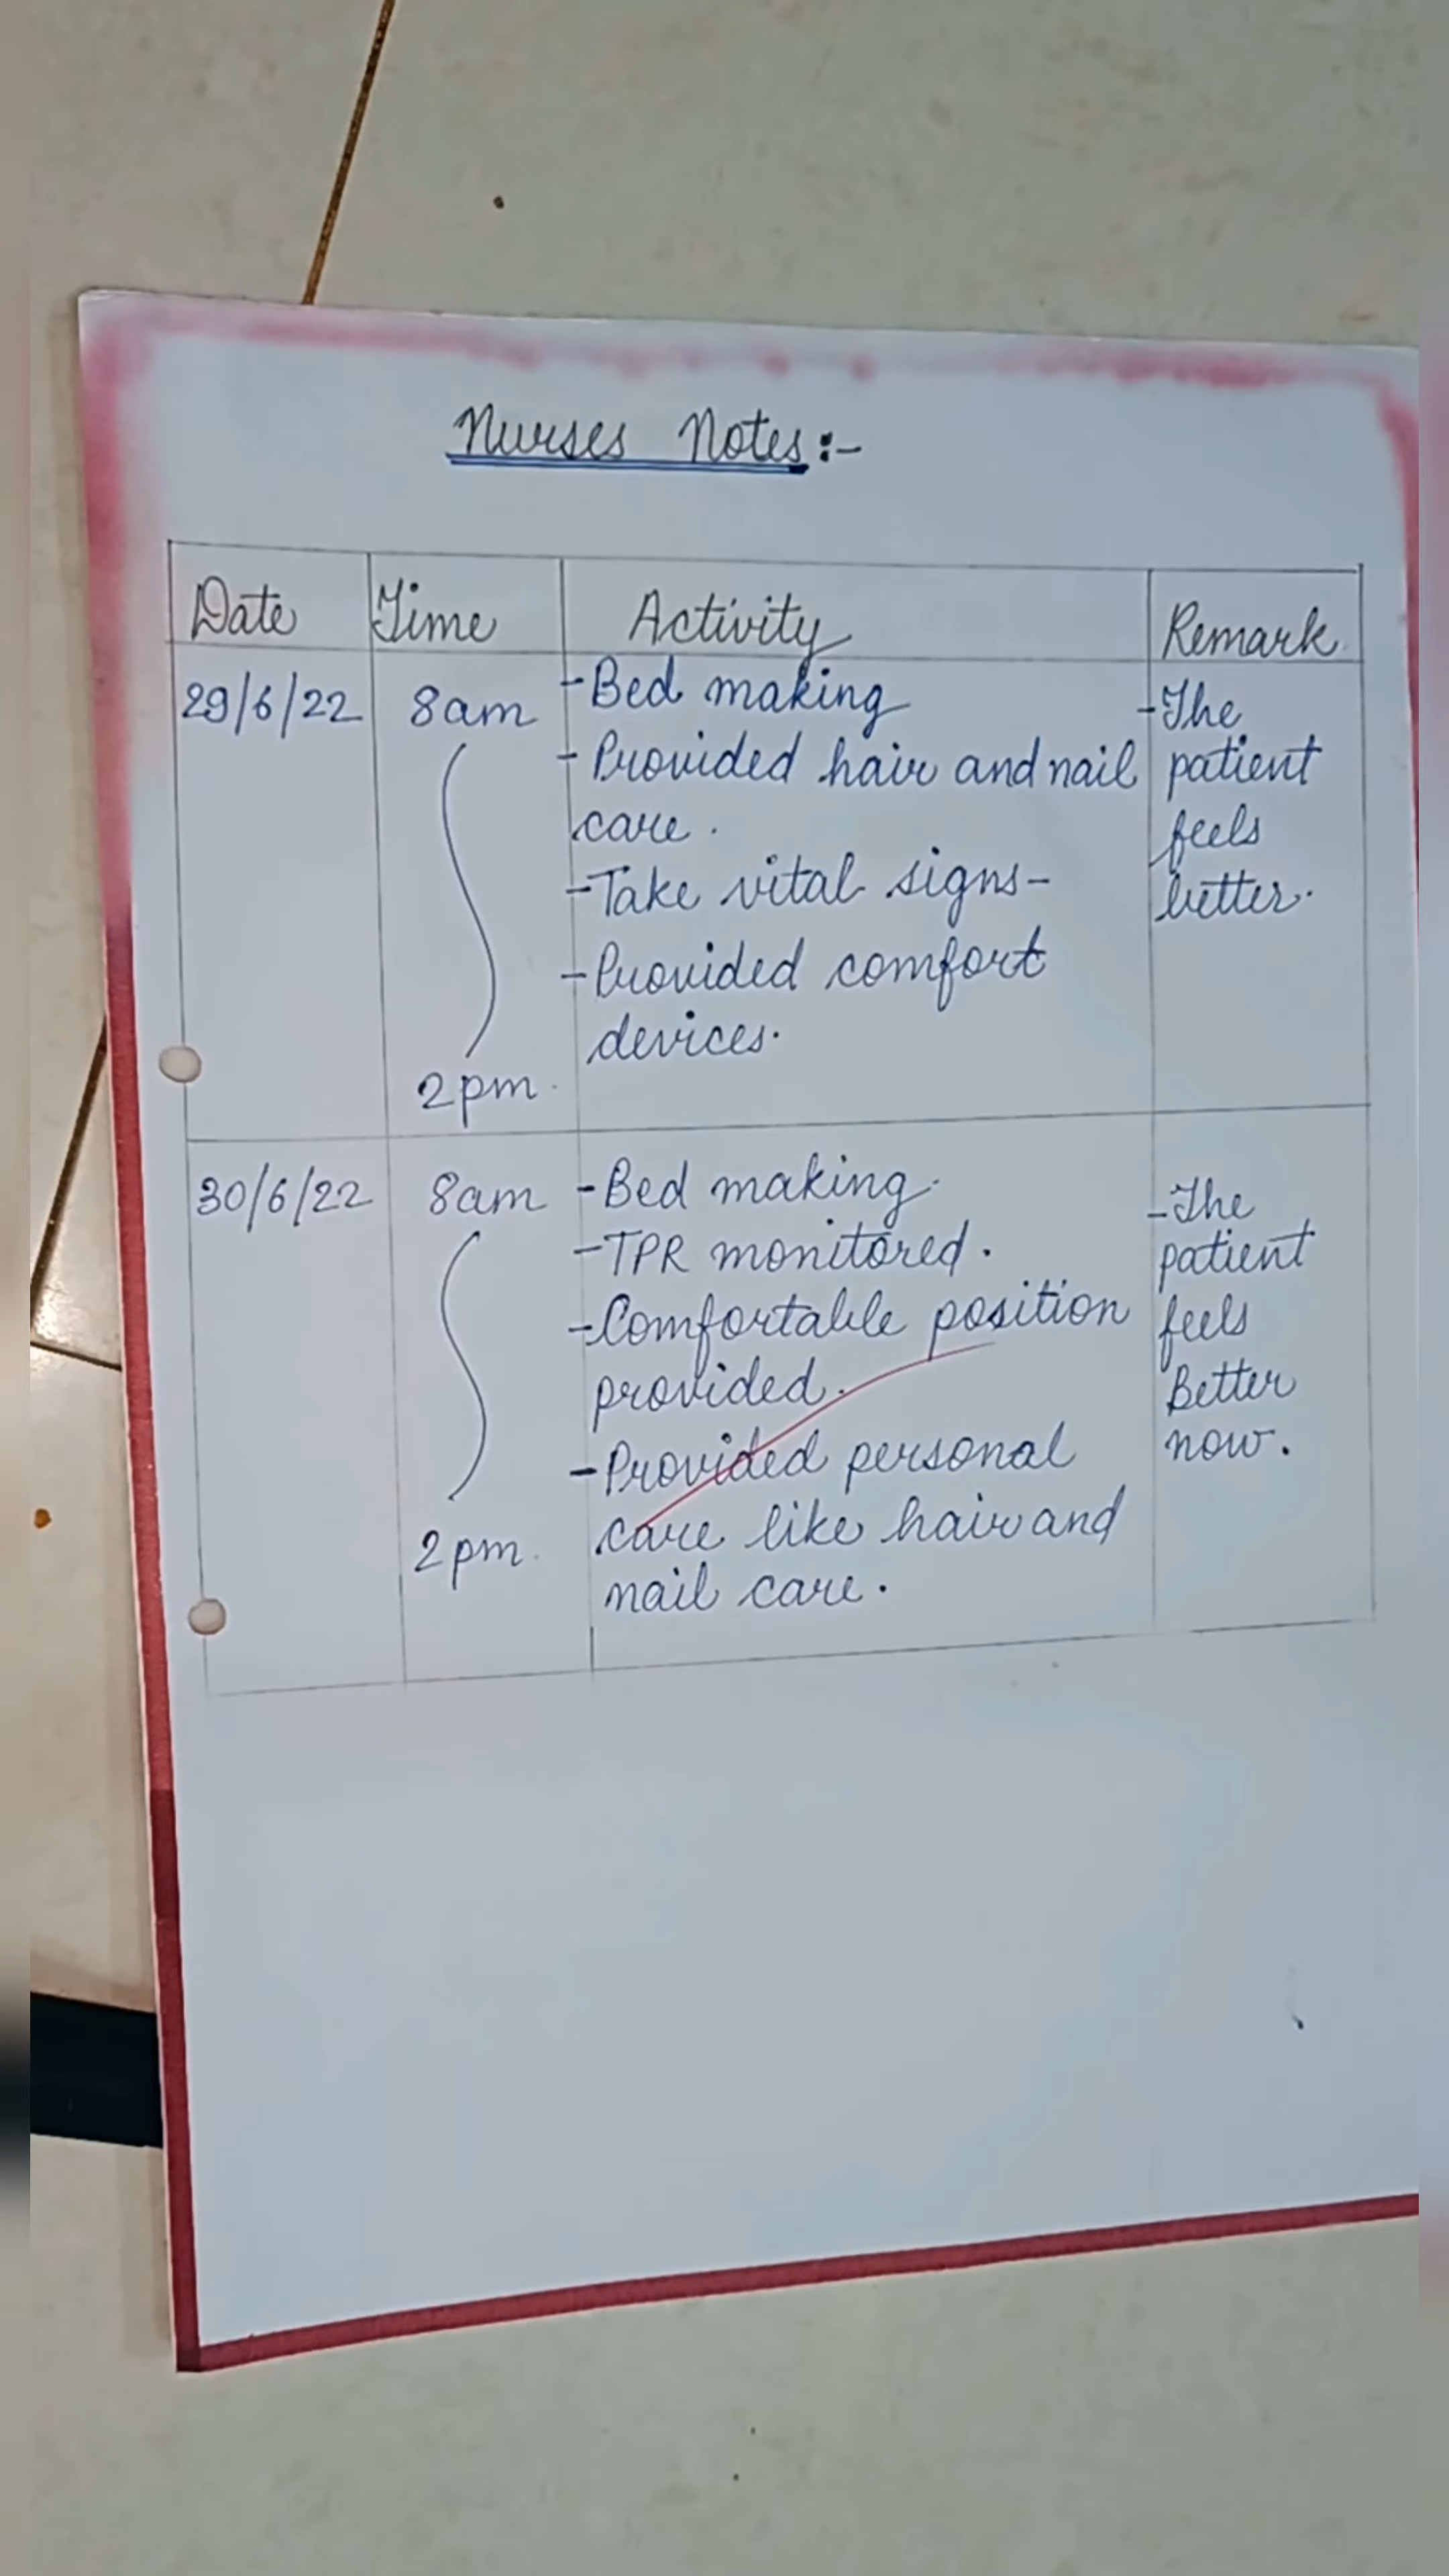 Nurses Notes:-
Date Time Activity Remark
29/6/22 8am - Bed making - The
- Provided hair and nail patient
care. feels
- Take vital signs- better.
- Provided comfort
devices.
2pm.
30/6/22 8am - Bed making. - The
- TPR monitored. patient
- Comfortable position feels
provided. Better
- Provided personal now.
care like hair and
2pm.
nail care.